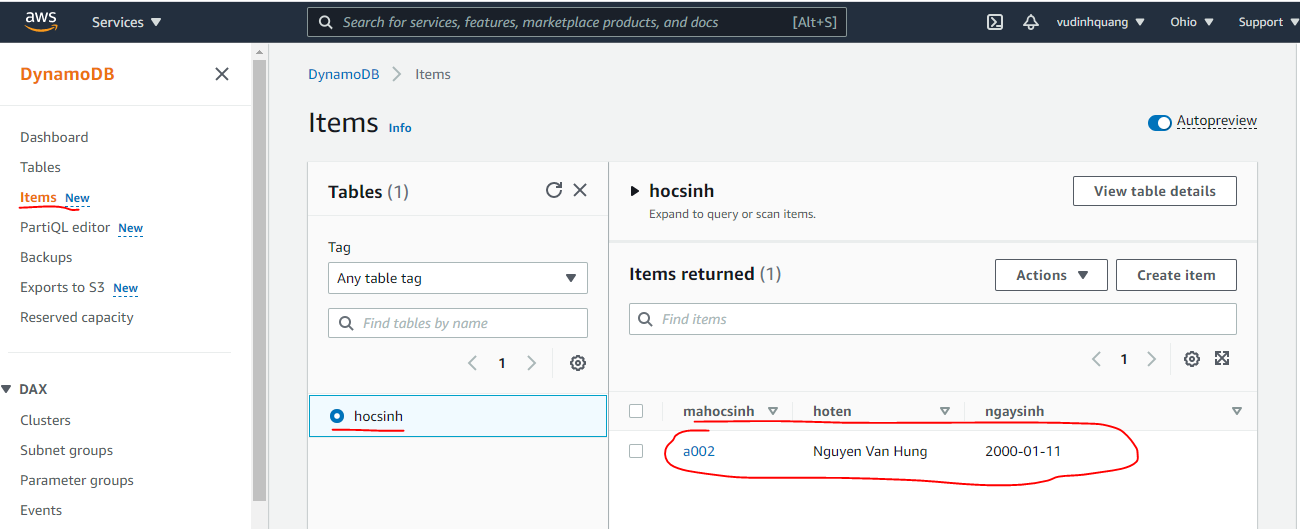 aws Services Search for services, features, marketplace products, and docs [Alt+S] vudinhquang Ohio Support
DynamoDB
Dashboard
Tables
Items New
PartiQL editor New
Backups
Exports to S3 New
Reserved capacity
DAX
Clusters
Subnet groups
Parameter groups
Events
DynamoDB > Items
Items Info
Autopreview
Tables (1)
Tag
Any table tag
Find tables by name
1
hocsinh
hocsinh
View table details
Expand to query or scan items.
Items returned (1)
Actions
Create item
Find items
1
mahocsinh hoten ngaysinh
a002 Nguyen Van Hung 2000-01-11